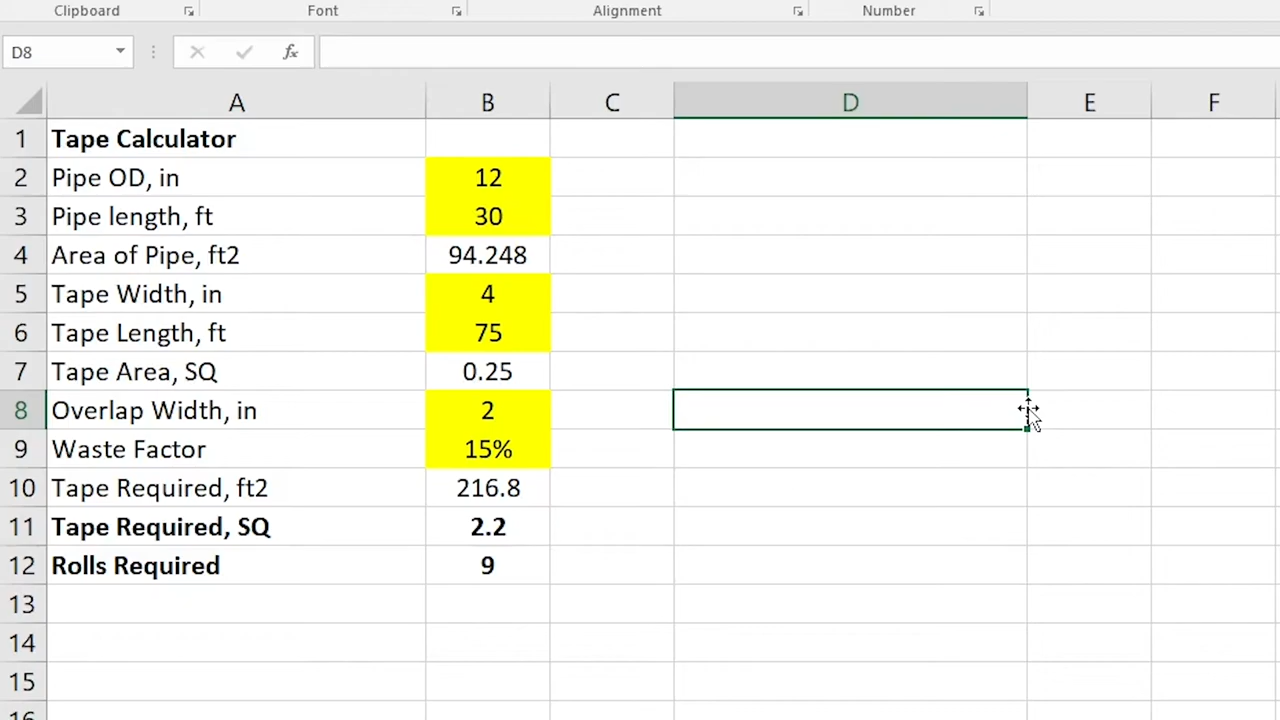 Clipboard Font Alignment Number
D8 fx
A B C D E F
1 Tape Calculator
2 Pipe OD, in 12
3 Pipe length, ft 30
4 Area of Pipe, ft2 94.248
5 Tape Width, in 4
6 Tape Length, ft 75
7 Tape Area, SQ 0.25
8 Overlap Width, in 2
9 Waste Factor 15%
10 Tape Required, ft2 216.8
11 Tape Required, SQ 2.2
12 Rolls Required 9
13
14
15
16